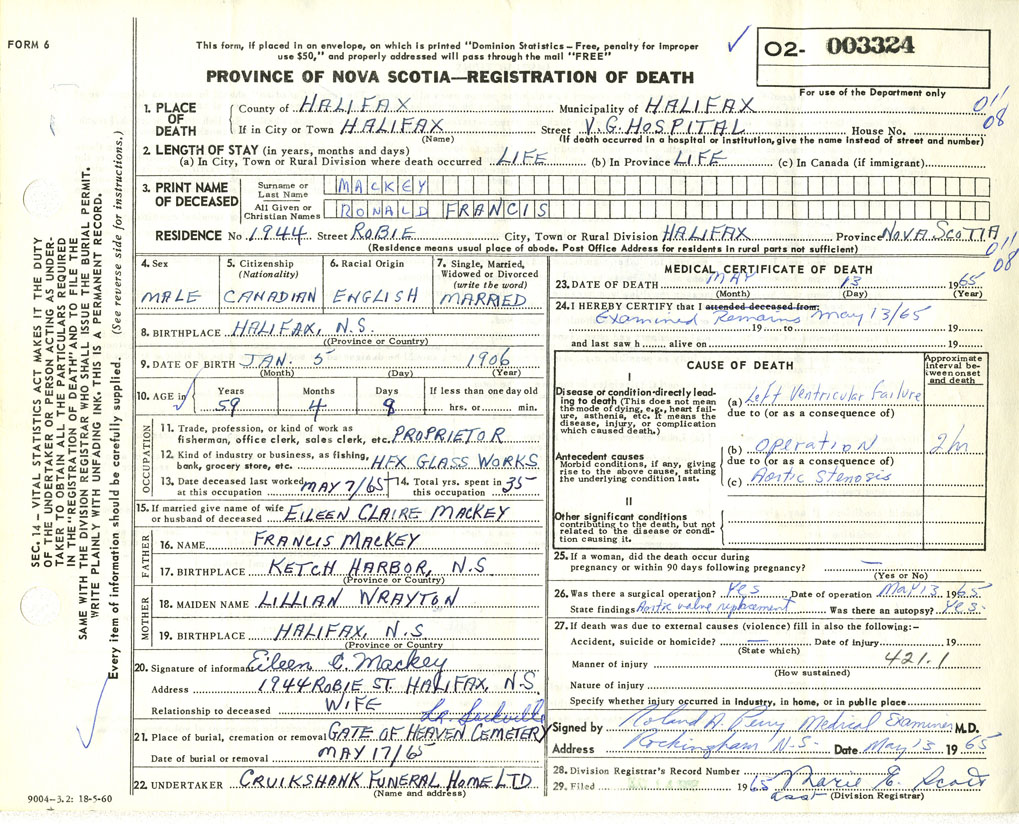 FORM 6
This form, if placed in an envelope, on which is printed "Dominion Statistics – Free, penalty for improper
use $50," and properly addressed will pass through the mail "FREE"
PROVINCE OF NOVA SCOTIA—REGISTRATION OF DEATH
✓ O2- 003324
For use of the Department only
011
08
SEC. 14 – VITAL STATISTICS ACT MAKES IT THE DUTY
OF THE UNDERTAKER OR PERSON ACTING AS UNDER-
TAKER TO OBTAIN ALL THE PARTICULARS REQUIRED
IN THE "REGISTRATION OF DEATH" AND TO FILE THE
SAME WITH THE DIVISION REGISTRAR WHO SHALL ISSUE THE BURIAL PERMIT.
WRITE PLAINLY WITH UNFADING INK. THIS IS A PERMANENT RECORD.
Every item of information should be carefully supplied. (See reverse side for instructions.)
1. PLACE OF DEATH
County of HALIFAX Municipality of HALIFAX
If in City or Town HALIFAX Street V.G. HOSPITAL House No.
(Name) (If death occurred in a hospital or institution, give the name instead of street and number)
2. LENGTH OF STAY (in years, months and days)
(a) In City, Town or Rural Division where death occurred LIFE (b) In Province LIFE (c) In Canada (if immigrant)
3. PRINT NAME OF DECEASED
Surname or Last Name MACKEY
All Given or Christian Names RONALD FRANCIS
RESIDENCE No. 1944 Street ROBIE City, Town or Rural Division HALIFAX Province NOVA SCOTIA
(Residence means usual place of abode. Post Office Address for residents in rural parts not sufficient)
011
08
4. Sex MALE
5. Citizenship (Nationality) CANADIAN
6. Racial Origin ENGLISH
7. Single, Married, Widowed or Divorced (write the word) MARRIED
8. BIRTHPLACE HALIFAX, N.S.
((Province or Country)
9. DATE OF BIRTH JAN. 5 1906
(Month) (Day) (Year)
10. AGE in Years Months Days If less than one day old
59 4 8 hrs. or min.
OCCUPATION
11. Trade, profession, or kind of work as
fisherman, office clerk, sales clerk, etc. PROPRIETOR
12. Kind of industry or business, as fishing,
bank, grocery store, etc. HFX GLASS WORKS
13. Date deceased last worked at this occupation MAY 7/65
14. Total yrs. spent in this occupation 35
15. If married give name of wife
or husband of deceased EILEEN CLAIRE MACKEY
FATHER
16. NAME FRANCIS MACKEY
17. BIRTHPLACE KETCH HARBOR, N.S.
(Province or Country)
MOTHER
18. MAIDEN NAME LILLIAN WRAYTON
19. BIRTHPLACE HALIFAX, N.S
(Province or Country)
20. Signature of informant Eileen C. Mackey
Address 1944 ROBIE ST. HALIFAX, N.S.
Relationship to deceased WIFE
21. Place of burial, cremation or removal GATE OF HEAVEN CEMETERY
Date of burial or removal MAY 17/65
22. UNDERTAKER CRUIKSHANK FUNERAL HOME LTD
(Name and address)
9004–3.2: 18-5-60
MEDICAL CERTIFICATE OF DEATH
23. DATE OF DEATH MAY 13 1965
(Month) (Day) (Year)
24. I HEREBY CERTIFY that I attended deceased from:
Examined Remains May 13/65
19 to 19
and last saw h alive on 19
CAUSE OF DEATH
Approximate interval between onset and death
I
Disease or condition directly lead-
ing to death (This does not mean
the mode of dying, e.g., heart fail-
ure, asthenia, etc. It means the
disease, injury, or complication
which caused death.)
(a) Left Ventricular Failure
due to (or as a consequence of)
Antecedent causes
Morbid conditions, if any, giving
rise to the above cause, stating
the underlying condition last.
(b) Operation 2 hr
due to (or as a consequence of)
(c) Aortic Stenosis
II
Other significant conditions
contributing to the death, but not
related to the disease or condi-
tion causing it.
25. If a woman, did the death occur during
pregnancy or within 90 days following pregnancy? —
(Yes or No)
26. Was there a surgical operation? Yes Date of operation May 13 1965
State findings Aortic valve replacement Was there an autopsy? Yes.
27. If death was due to external causes (violence) fill in also the following:–
Accident, suicide or homicide? — Date of injury 19
(State which)
Manner of injury 421.1
(How sustained)
Nature of injury
Specify whether injury occurred in Industry, in home, or in public place
Signed by Roland A. Perry Medical Examiner M.D.
Address Rockingham N.S. Date May 13 1965
28. Division Registrar's Record Number
29. Filed 1965 Marie E. Scott
(Division Registrar)